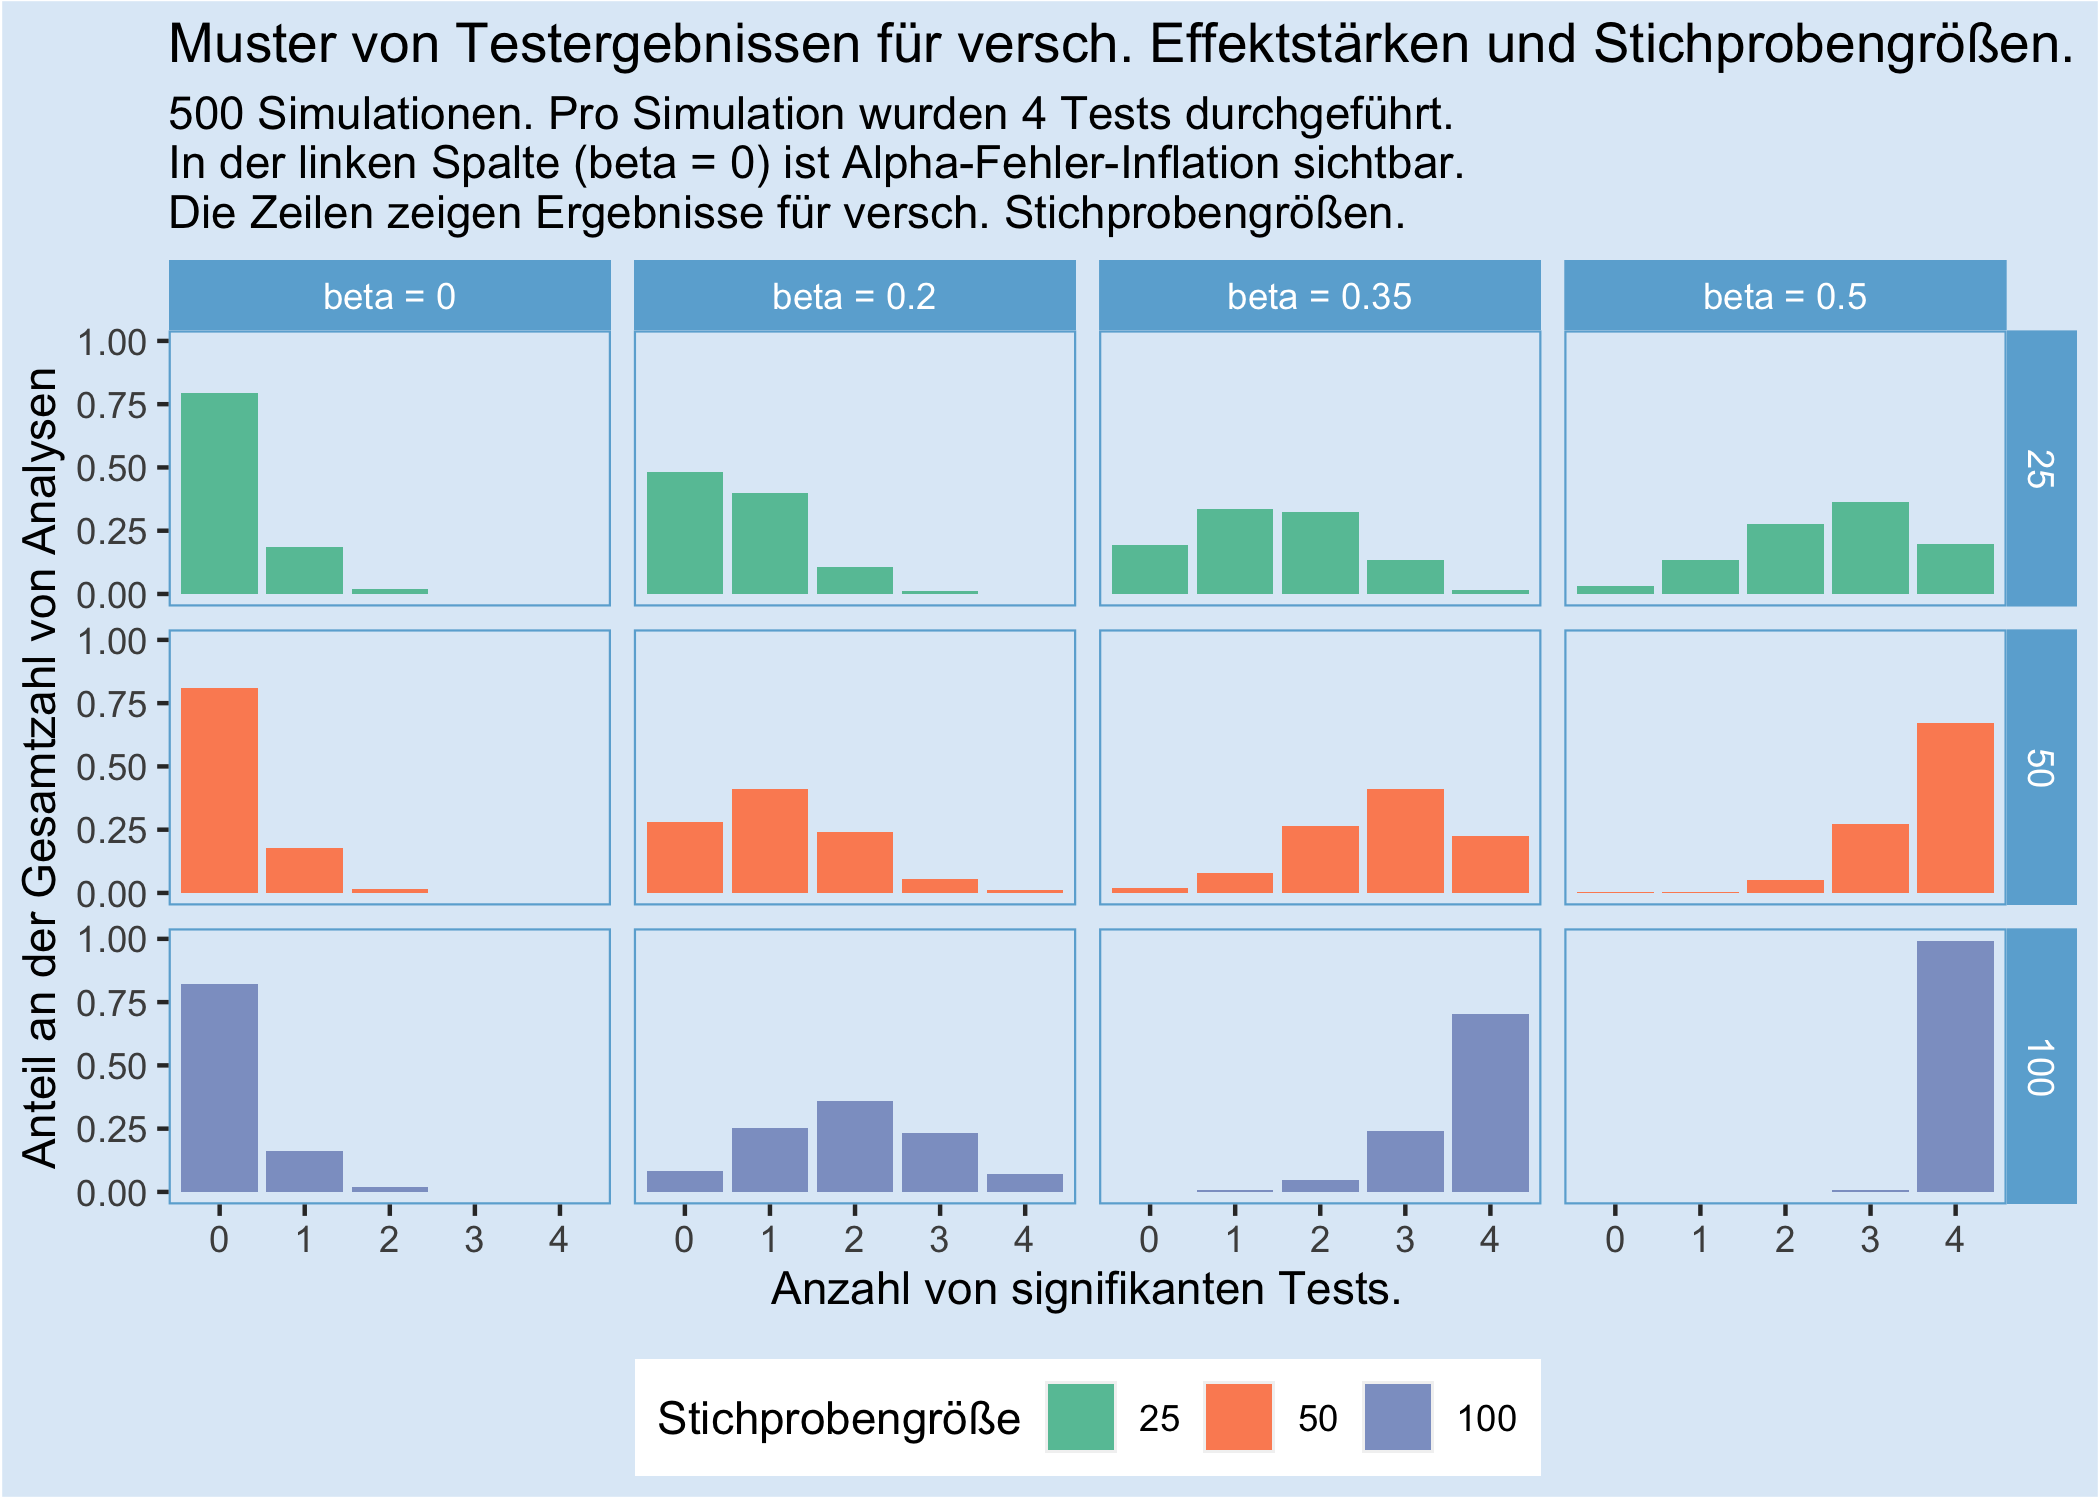 Muster von Testergebnissen für versch. Effektstärken und Stichprobengrößen.
500 Simulationen. Pro Simulation wurden 4 Tests durchgeführt.
In der linken Spalte (beta = 0) ist Alpha-Fehler-Inflation sichtbar.
Die Zeilen zeigen Ergebnisse für versch. Stichprobengrößen.
beta = 0 beta = 0.2 beta = 0.35 beta = 0.5
Anteil an der Gesamtzahl von Analysen
1.00
0.75
0.50
0.25
0.00
25
1.00
0.75
0.50
0.25
0.00
50
1.00
0.75
0.50
0.25
0.00
100
0 1 2 3 4 0 1 2 3 4 0 1 2 3 4 0 1 2 3 4
Anzahl von signifikanten Tests.
Stichprobengröße 25 50 100